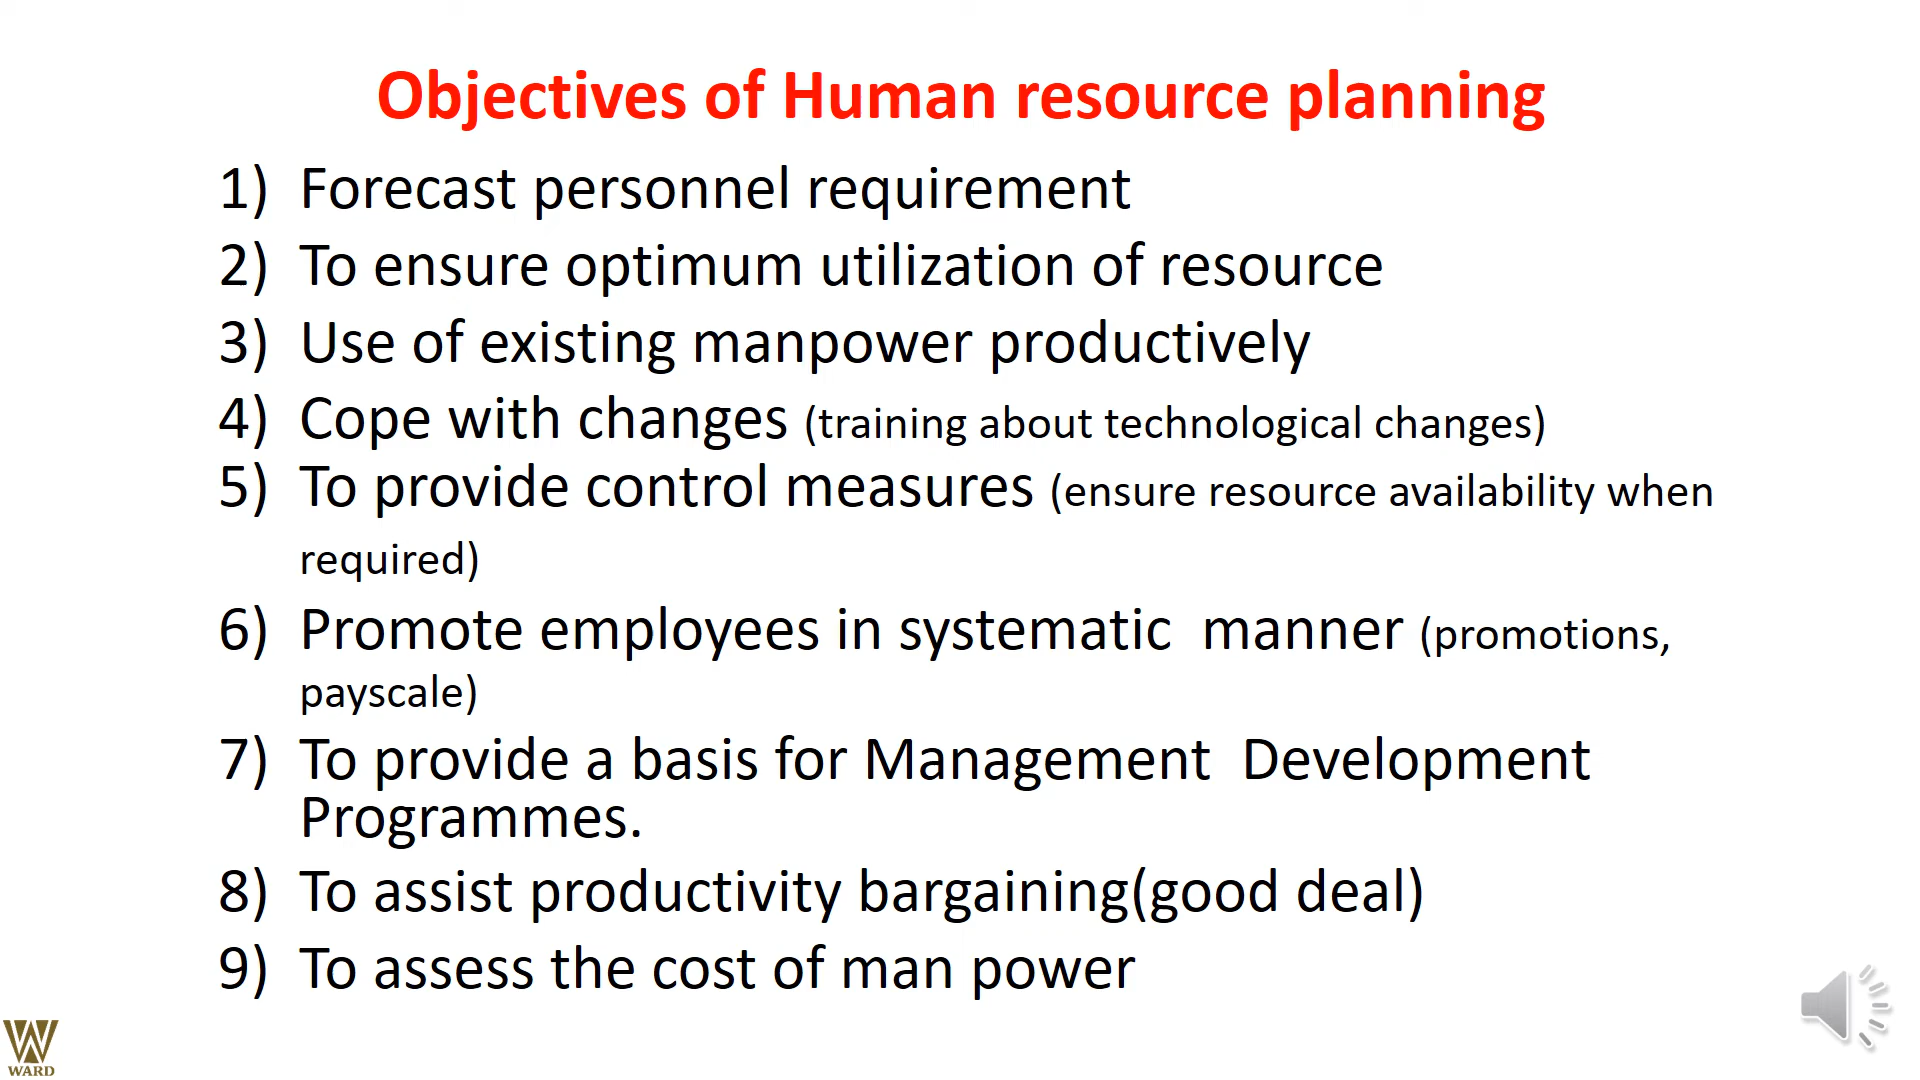 Objectives of Human resource planning
1) Forecast personnel requirement
2) To ensure optimum utilization of resource
3) Use of existing manpower productively
4) Cope with changes (training about technological changes)
5) To provide control measures (ensure resource availability when
required)
6) Promote employees in systematic  manner (promotions,
payscale)
7) To provide a basis for Management  Development
Programmes.
8) To assist productivity bargaining(good deal)
9) To assess the cost of man power
WARD